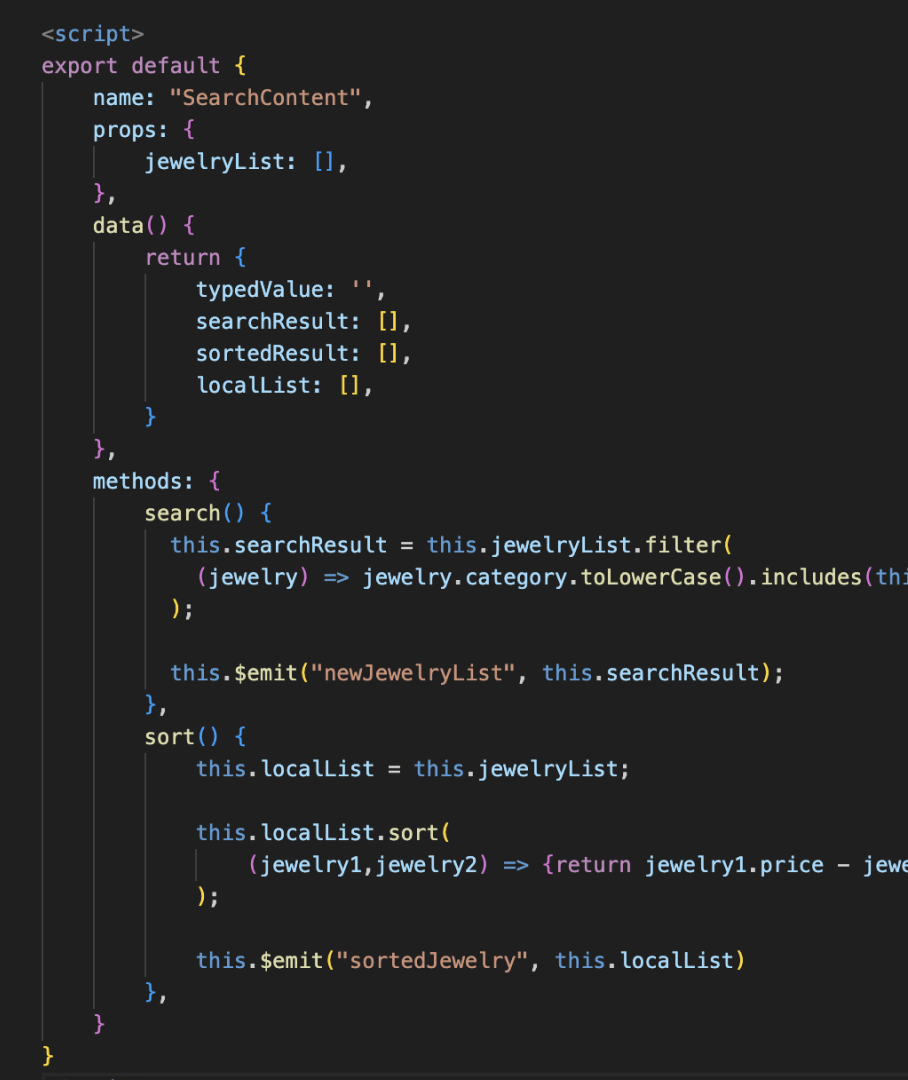 <script>
export default {
name: "SearchContent",
props: {
jewelryList: [],
},
data() {
return {
typedValue: '',
searchResult: [],
sortedResult: [],
localList: [],
}
},
methods: {
search() {
this.searchResult = this.jewelryList.filter(
(jewelry) => jewelry.category.toLowerCase().includes(thi
);
this.$emit("newJewelryList", this.searchResult);
},
sort() {
this.localList = this.jewelryList;
this.localList.sort(
(jewelry1,jewelry2) => {return jewelry1.price - jewe
);
this.$emit("sortedJewelry", this.localList)
},
}
}